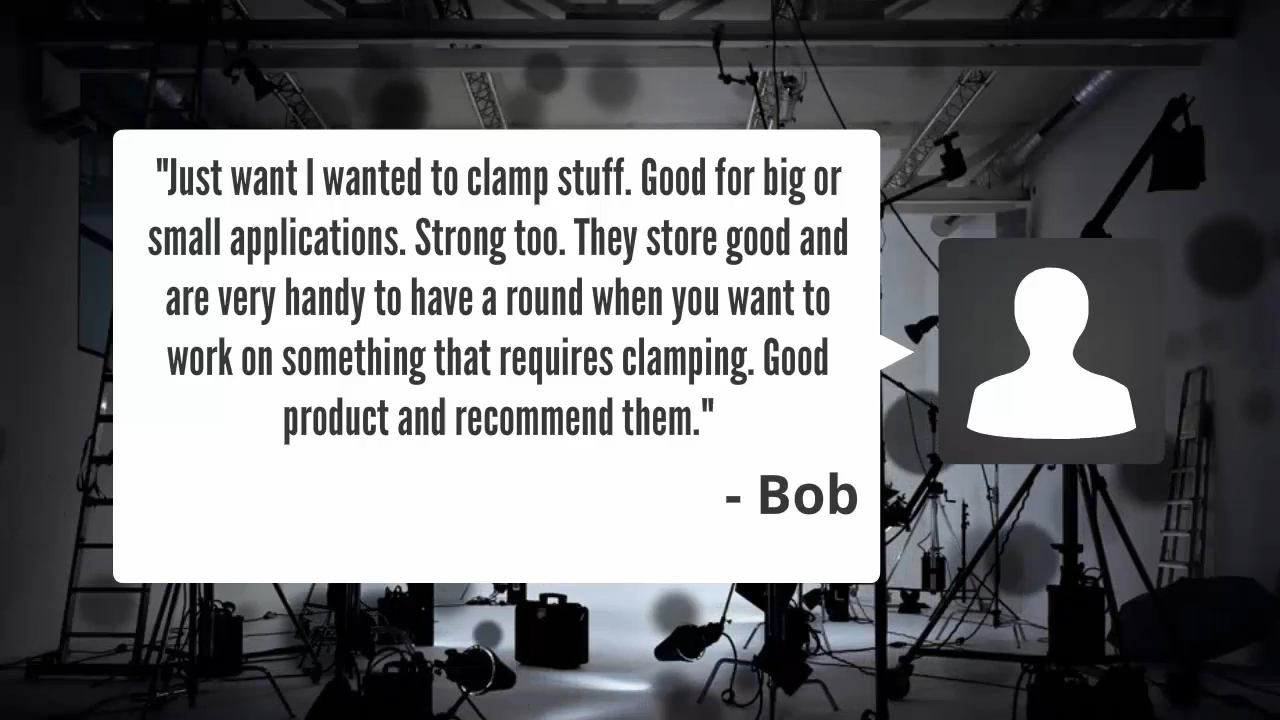 "Just want I wanted to clamp stuff. Good for big or
small applications. Strong too. They store good and
are very handy to have a round when you want to
work on something that requires clamping. Good
product and recommend them."
- Bob